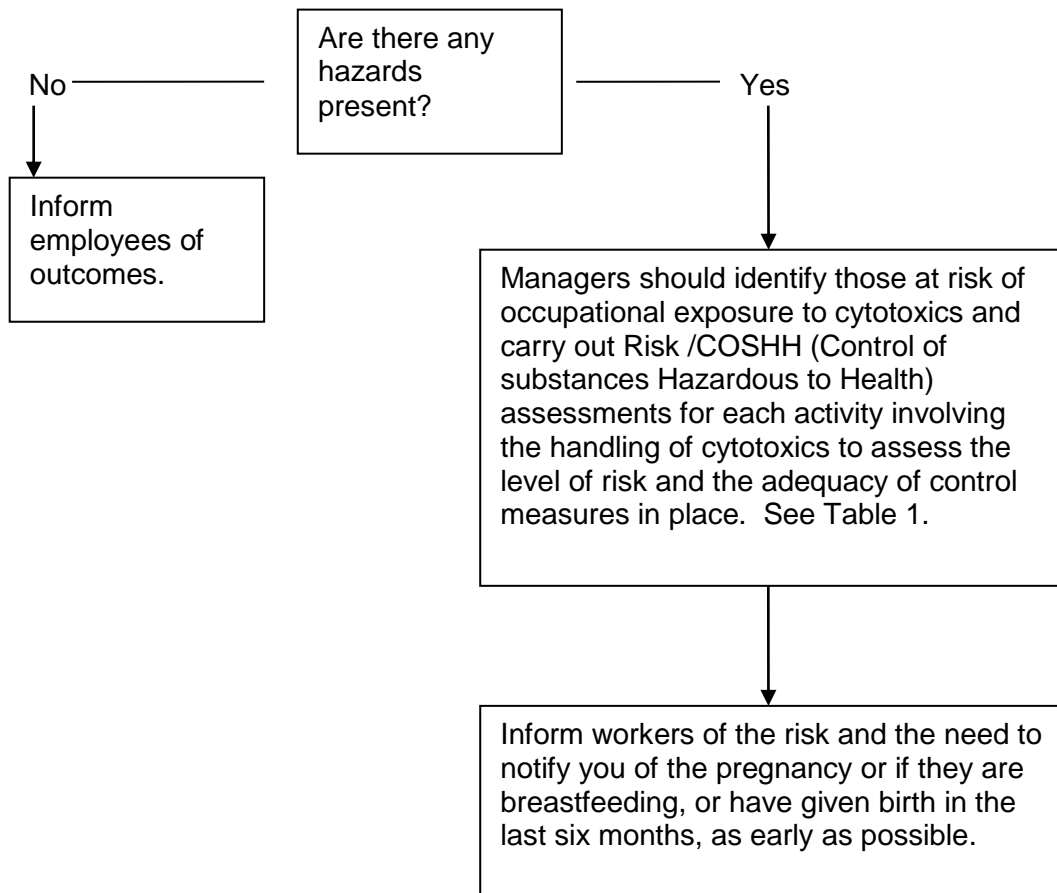 Are there any
hazards
present?
No
Yes
Inform
employees of
outcomes.
Managers should identify those at risk of
occupational exposure to cytotoxics and
carry out Risk /COSHH (Control of
substances Hazardous to Health)
assessments for each activity involving
the handling of cytotoxics to assess the
level of risk and the adequacy of control
measures in place.  See Table 1.
Inform workers of the risk and the need to
notify you of the pregnancy or if they are
breastfeeding, or have given birth in the
last six months, as early as possible.